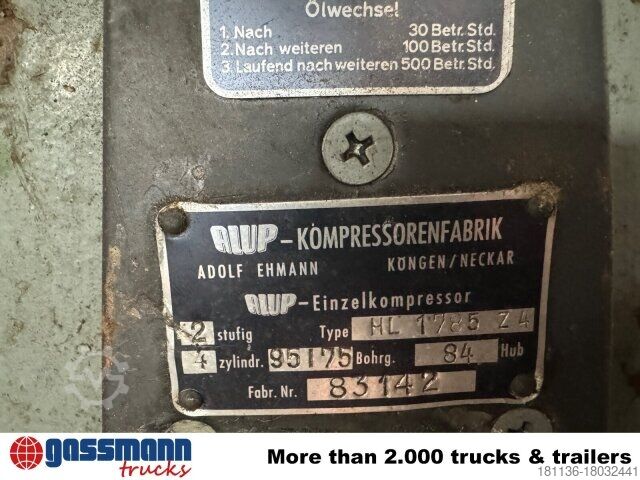 Ölwechsel
1. Nach 30 Betr. Std.
2. Nach weiteren 100 Betr. Std.
3. Laufend nach weiteren 500 Betr. Std.
ALUP-KOMPRESSORENFABRIK
ADOLF EHMANN KÖNGEN/NECKAR
ALUP-Einzelkompressor
2 stufig Type HL 1785 Z4
4 zylindr. 95175 Bohrg. 84 Hub
Fabr. Nr. 83142
gassmann
trucks
More than 2.000 trucks & trailers
181136-18032441